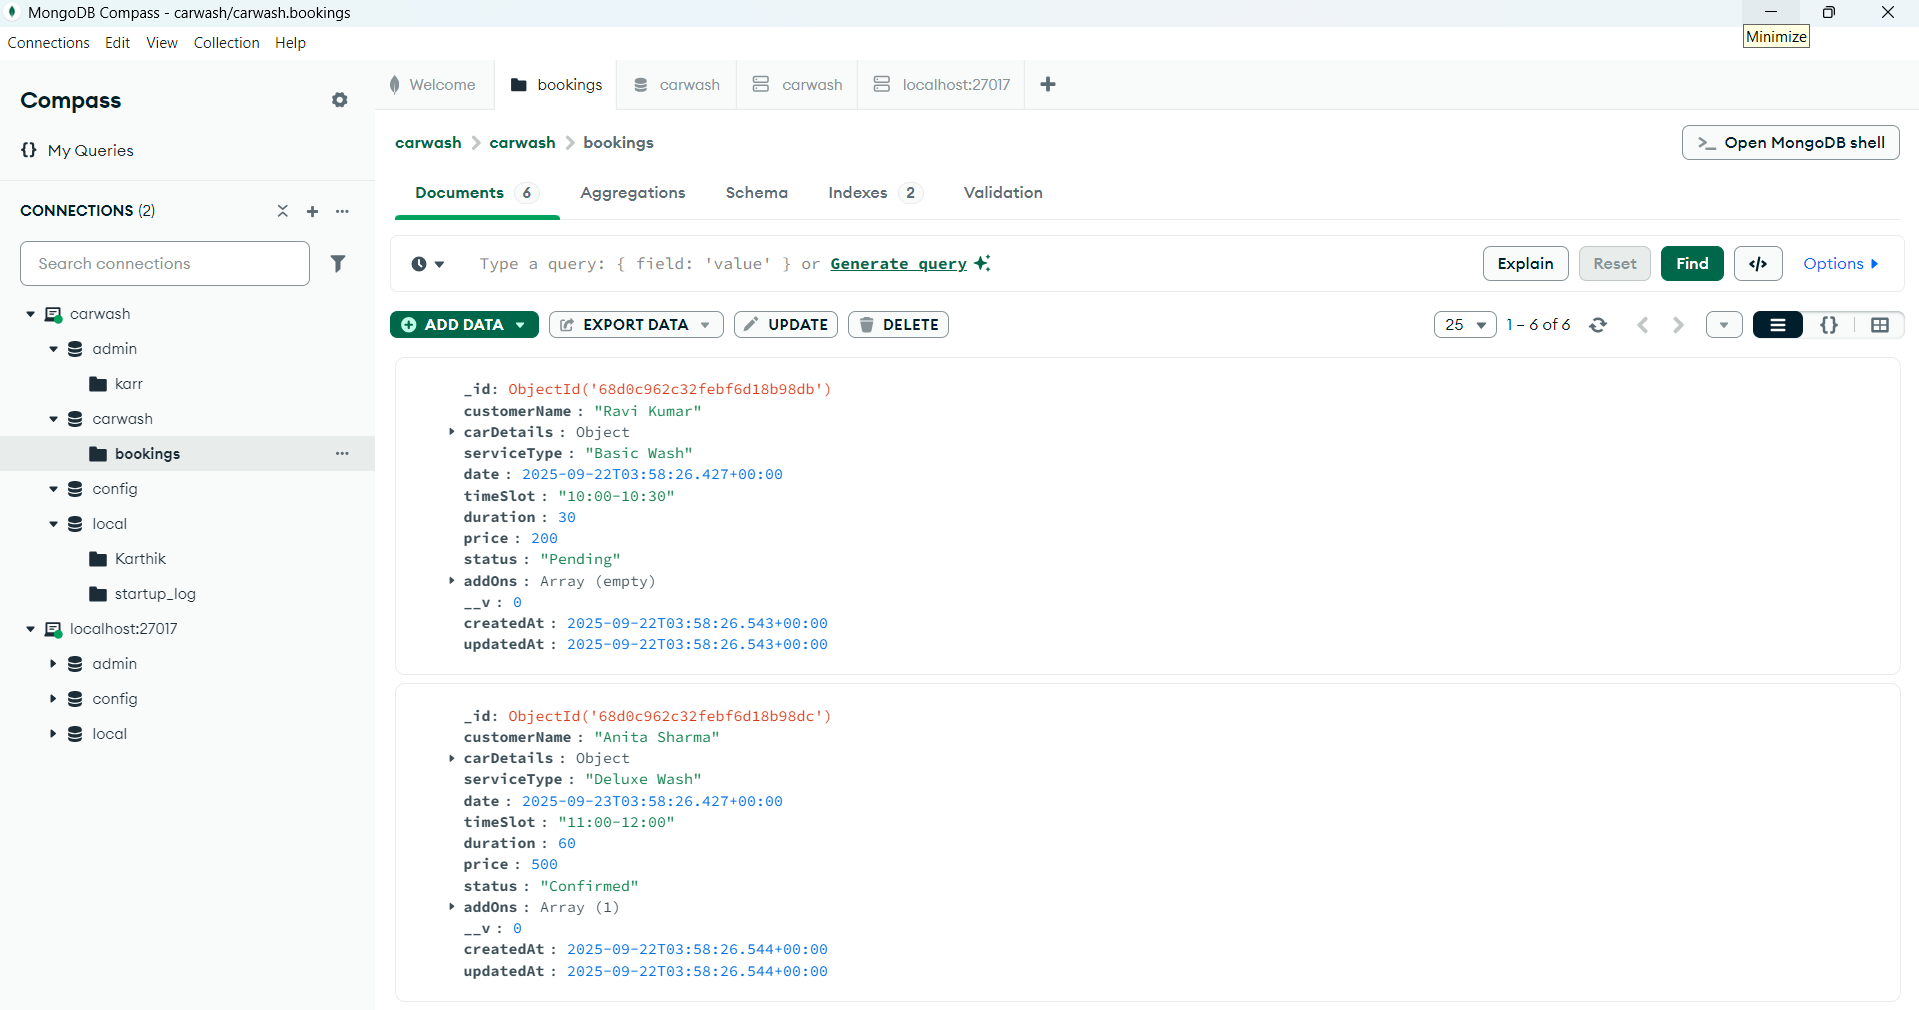 MongoDB Compass - carwash/carwash.bookings
Minimize
Connections Edit View Collection Help
Compass
My Queries
CONNECTIONS (2)
Search connections
carwash
admin
karr
carwash
bookings
config
local
Karthik
startup_log
localhost:27017
admin
config
local
Welcome bookings carwash carwash localhost:27017
carwash > carwash > bookings
>_ Open MongoDB shell
Documents 6 Aggregations Schema Indexes 2 Validation
Type a query: { field: 'value' } or Generate query
Explain Reset Find </> Options
ADD DATA EXPORT DATA UPDATE DELETE
25 1 – 6 of 6 {}
_id: ObjectId('68d0c962c32febf6d18b98db')
customerName : "Ravi Kumar"
carDetails : Object
serviceType : "Basic Wash"
date : 2025-09-22T03:58:26.427+00:00
timeSlot : "10:00-10:30"
duration : 30
price : 200
status : "Pending"
addOns : Array (empty)
__v : 0
createdAt : 2025-09-22T03:58:26.543+00:00
updatedAt : 2025-09-22T03:58:26.543+00:00
_id: ObjectId('68d0c962c32febf6d18b98dc')
customerName : "Anita Sharma"
carDetails : Object
serviceType : "Deluxe Wash"
date : 2025-09-23T03:58:26.427+00:00
timeSlot : "11:00-12:00"
duration : 60
price : 500
status : "Confirmed"
addOns : Array (1)
__v : 0
createdAt : 2025-09-22T03:58:26.544+00:00
updatedAt : 2025-09-22T03:58:26.544+00:00